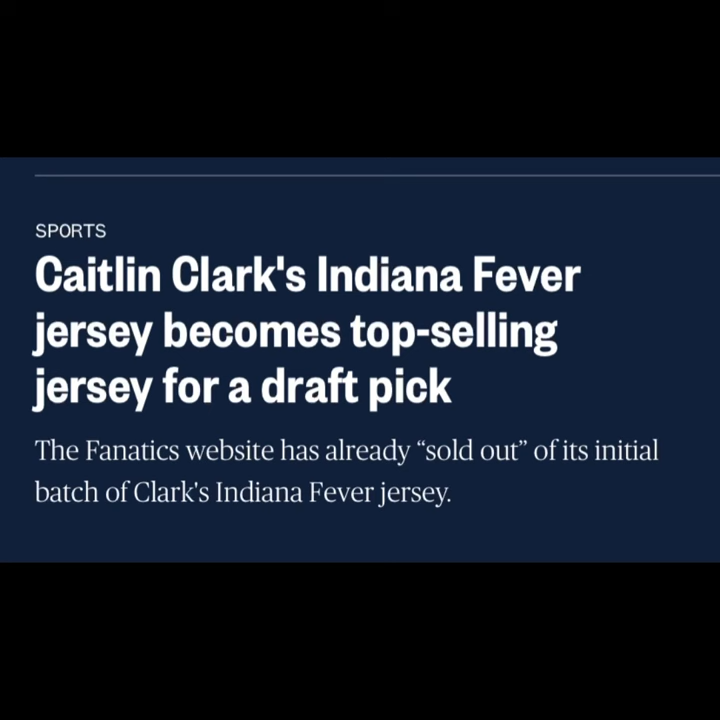 SPORTS
Caitlin Clark's Indiana Fever
jersey becomes top-selling
jersey for a draft pick
The Fanatics website has already “sold out” of its initial
batch of Clark's Indiana Fever jersey.